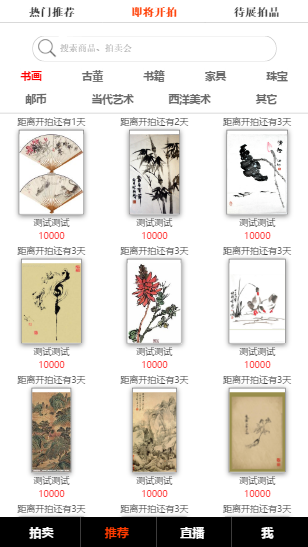 热门推荐 即将开拍 待展拍品
搜索商品、拍卖会
书画 古董 书籍 家具 珠宝
邮币 当代艺术 西洋美术 其它
距离开拍还有1天 距离开拍还有2天 距离开拍还有3天
测试测试 测试测试 测试测试
10000 10000 10000
距离开拍还有3天 距离开拍还有3天 距离开拍还有3天
测试测试 测试测试 测试测试
10000 10000 10000
距离开拍还有3天 距离开拍还有3天 距离开拍还有3天
测试测试 测试测试 测试测试
10000 10000 10000
距离开拍还有3天 距离开拍还有3天 距离开拍还有3天
拍卖 推荐 直播 我